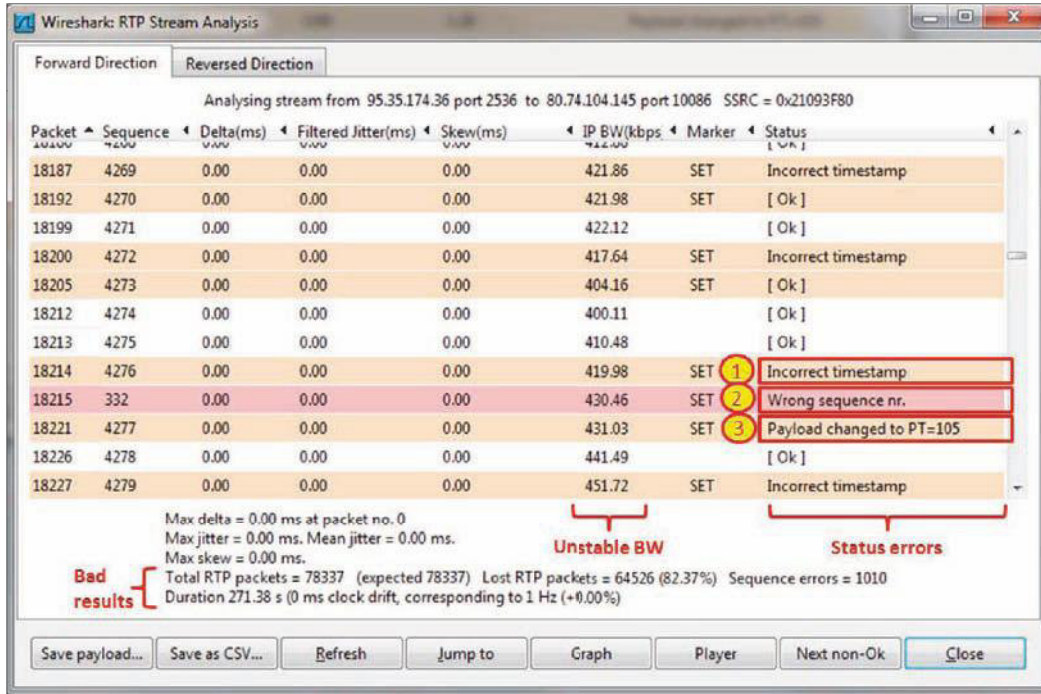 Wireshark: RTP Stream Analysis
Forward Direction Reversed Direction
Analysing stream from 95.35.174.36 port 2536 to 80.74.104.145 port 10086 SSRC = 0x21093F80
Packet Sequence Delta(ms) Filtered Jitter(ms) Skew(ms) IP BW(kbps Marker Status
18187 4269 0.00 0.00 0.00 421.86 SET Incorrect timestamp
18192 4270 0.00 0.00 0.00 421.98 SET [ Ok ]
18199 4271 0.00 0.00 0.00 422.12 [ Ok ]
18200 4272 0.00 0.00 0.00 417.64 SET Incorrect timestamp
18205 4273 0.00 0.00 0.00 404.16 SET [ Ok ]
18212 4274 0.00 0.00 0.00 400.11 [ Ok ]
18213 4275 0.00 0.00 0.00 410.48 [ Ok ]
18214 4276 0.00 0.00 0.00 419.98 SET 1 Incorrect timestamp
18215 332 0.00 0.00 0.00 430.46 SET 2 Wrong sequence nr.
18221 4277 0.00 0.00 0.00 431.03 SET 3 Payload changed to PT=105
18226 4278 0.00 0.00 0.00 441.49 [ Ok ]
18227 4279 0.00 0.00 0.00 451.72 SET Incorrect timestamp
Max delta = 0.00 ms at packet no. 0
Max jitter = 0.00 ms. Mean jitter = 0.00 ms.
Max skew = 0.00 ms.
Unstable BW Status errors
Bad results
Total RTP packets = 78337 (expected 78337) Lost RTP packets = 64526 (82.37%) Sequence errors = 1010
Duration 271.38 s (0 ms clock drift, corresponding to 1 Hz (+0.00%)
Save payload... Save as CSV... Refresh Jump to Graph Player Next non-Ok Close